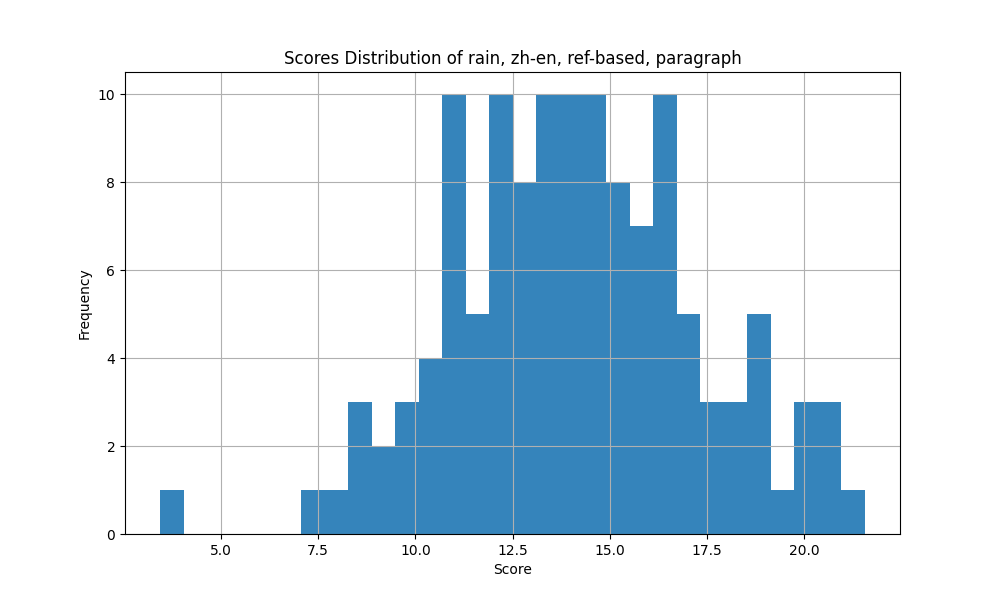 Scores Distribution of rain, zh-en, ref-based, paragraph
10
8
6
4
2
0
Frequency
5.0 7.5 10.0 12.5 15.0 17.5 20.0
Score